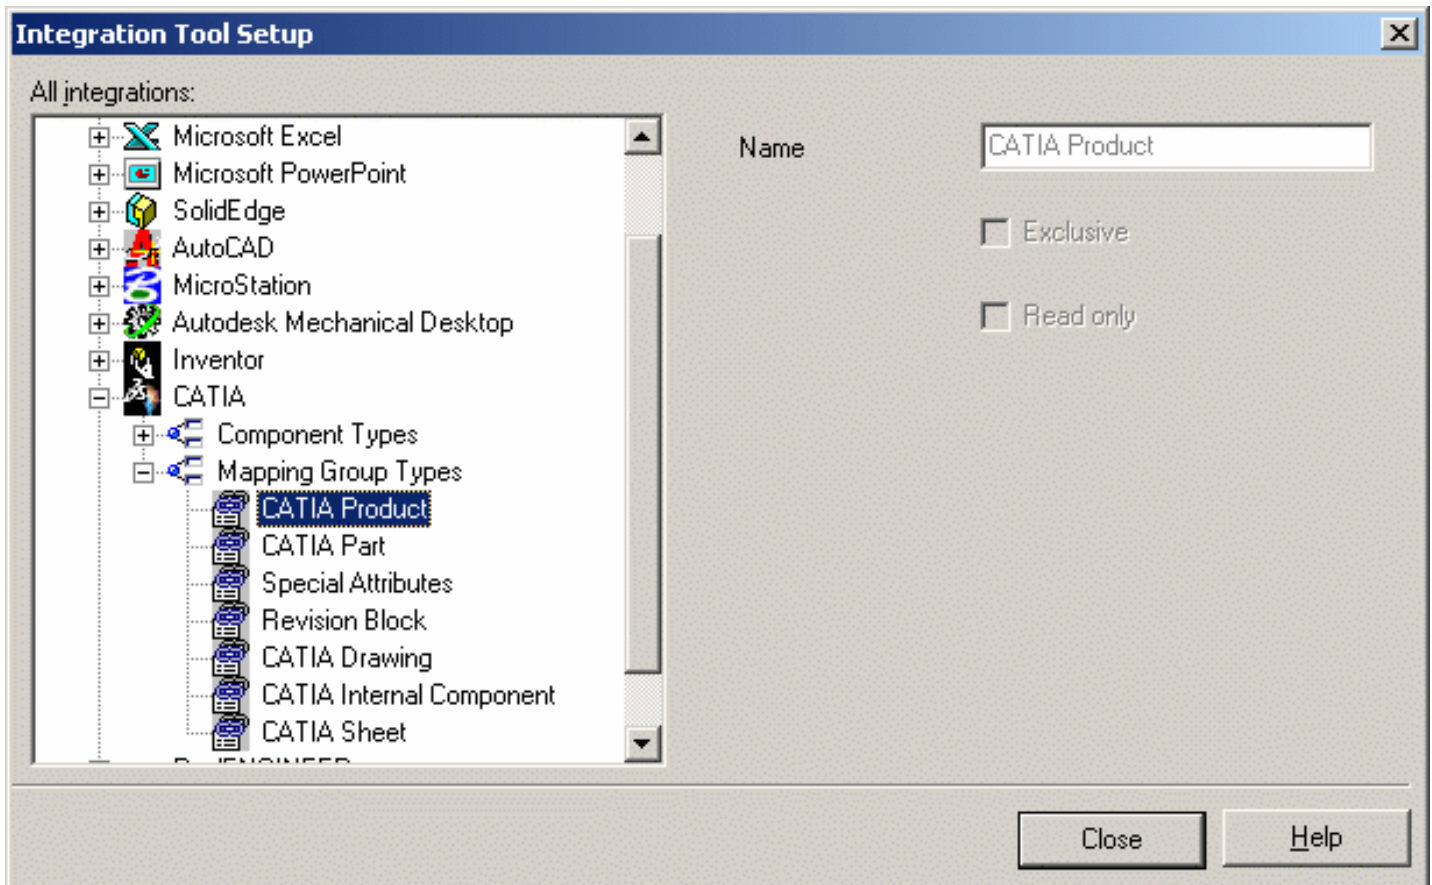 Integration Tool Setup
All integrations:
Microsoft Excel
Microsoft PowerPoint
SolidEdge
AutoCAD
MicroStation
Autodesk Mechanical Desktop
Inventor
CATIA
Component Types
Mapping Group Types
CATIA Product
CATIA Part
Special Attributes
Revision Block
CATIA Drawing
CATIA Internal Component
CATIA Sheet
Name
CATIA Product
Exclusive
Read only
Close
Help